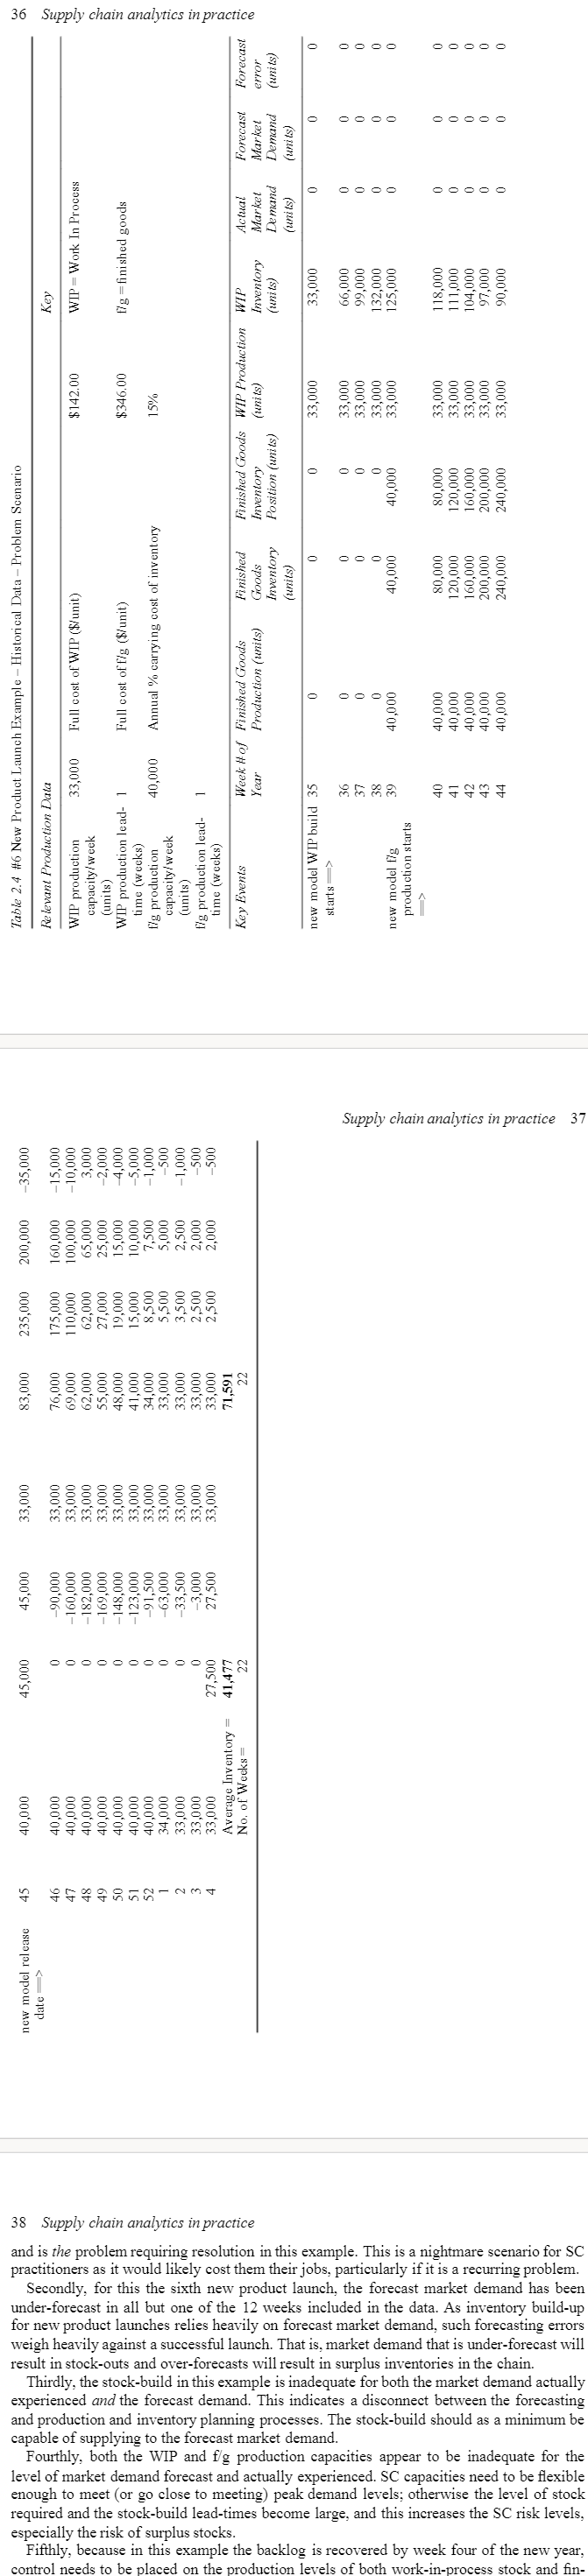 36 Supply chain analytics in practice
Table 2.4 #6 New Product Launch Example – Historical Data – Problem Scenario
Relevant Production Data Key
WIP production capacity/week (units) 33,000 Full cost of WIP ($/unit) $142.00 WIP = Work In Process
WIP production lead-time (weeks) 1 Full cost of f/g ($/unit) $346.00 f/g = finished goods
f/g production capacity/week (units) 40,000 Annual % carrying cost of inventory 15%
f/g production lead-time (weeks) 1
Key Events Week # of Year Finished Goods Production (units) Finished Goods Inventory (units) Finished Goods Inventory Position (units) WIP Production (units) WIP Inventory (units) Actual Market Demand (units) Forecast Market Demand (units) Forecast error (units)
new model WIP build starts ==> 35 0 0 0 33,000 33,000 0 0 0
36 0 0 0 33,000 66,000 0 0 0
37 0 0 0 33,000 99,000 0 0 0
38 0 0 0 33,000 132,000 0 0 0
new model f/g production starts ==> 39 40,000 40,000 40,000 33,000 125,000 0 0 0
40 40,000 80,000 80,000 33,000 118,000 0 0 0
41 40,000 120,000 120,000 33,000 111,000 0 0 0
42 40,000 160,000 160,000 33,000 104,000 0 0 0
43 40,000 200,000 200,000 33,000 97,000 0 0 0
44 40,000 240,000 240,000 33,000 90,000 0 0 0
Supply chain analytics in practice 37
new model release date ==> 45 40,000 45,000 45,000 33,000 83,000 235,000 200,000 –35,000
46 40,000 0 –90,000 33,000 76,000 175,000 160,000 –15,000
47 40,000 0 –160,000 33,000 69,000 110,000 100,000 –10,000
48 40,000 0 –182,000 33,000 62,000 62,000 65,000 3,000
49 40,000 0 –169,000 33,000 55,000 27,000 25,000 –2,000
50 40,000 0 –148,000 33,000 48,000 19,000 15,000 –4,000
51 40,000 0 –123,000 33,000 41,000 15,000 10,000 –5,000
52 40,000 0 –91,500 33,000 34,000 8,500 7,500 –1,000
1 34,000 0 –63,000 33,000 33,000 5,500 5,000 –500
2 33,000 0 –33,500 33,000 33,000 3,500 2,500 –1,000
3 33,000 0 –3,000 33,000 33,000 2,500 2,000 –500
4 33,000 27,500 27,500 33,000 33,000 2,500 2,000 –500
Average Inventory = 41,477 71,591
No. of Weeks = 22 22
38 Supply chain analytics in practice
and is the problem requiring resolution in this example. This is a nightmare scenario for SC
practitioners as it would likely cost them their jobs, particularly if it is a recurring problem.
Secondly, for this the sixth new product launch, the forecast market demand has been
under-forecast in all but one of the 12 weeks included in the data. As inventory build-up
for new product launches relies heavily on forecast market demand, such forecasting errors
weigh heavily against a successful launch. That is, market demand that is under-forecast will
result in stock-outs and over-forecasts will result in surplus inventories in the chain.
Thirdly, the stock-build in this example is inadequate for both the market demand actually
experienced and the forecast demand. This indicates a disconnect between the forecasting
and production and inventory planning processes. The stock-build should as a minimum be
capable of supplying to the forecast market demand.
Fourthly, both the WIP and f/g production capacities appear to be inadequate for the
level of market demand forecast and actually experienced. SC capacities need to be flexible
enough to meet (or go close to meeting) peak demand levels; otherwise the level of stock
required and the stock-build lead-times become large, and this increases the SC risk levels,
especially the risk of surplus stocks.
Fifthly, because in this example the backlog is recovered by week four of the new year,
control needs to be placed on the production levels of both work-in-process stock and fin-